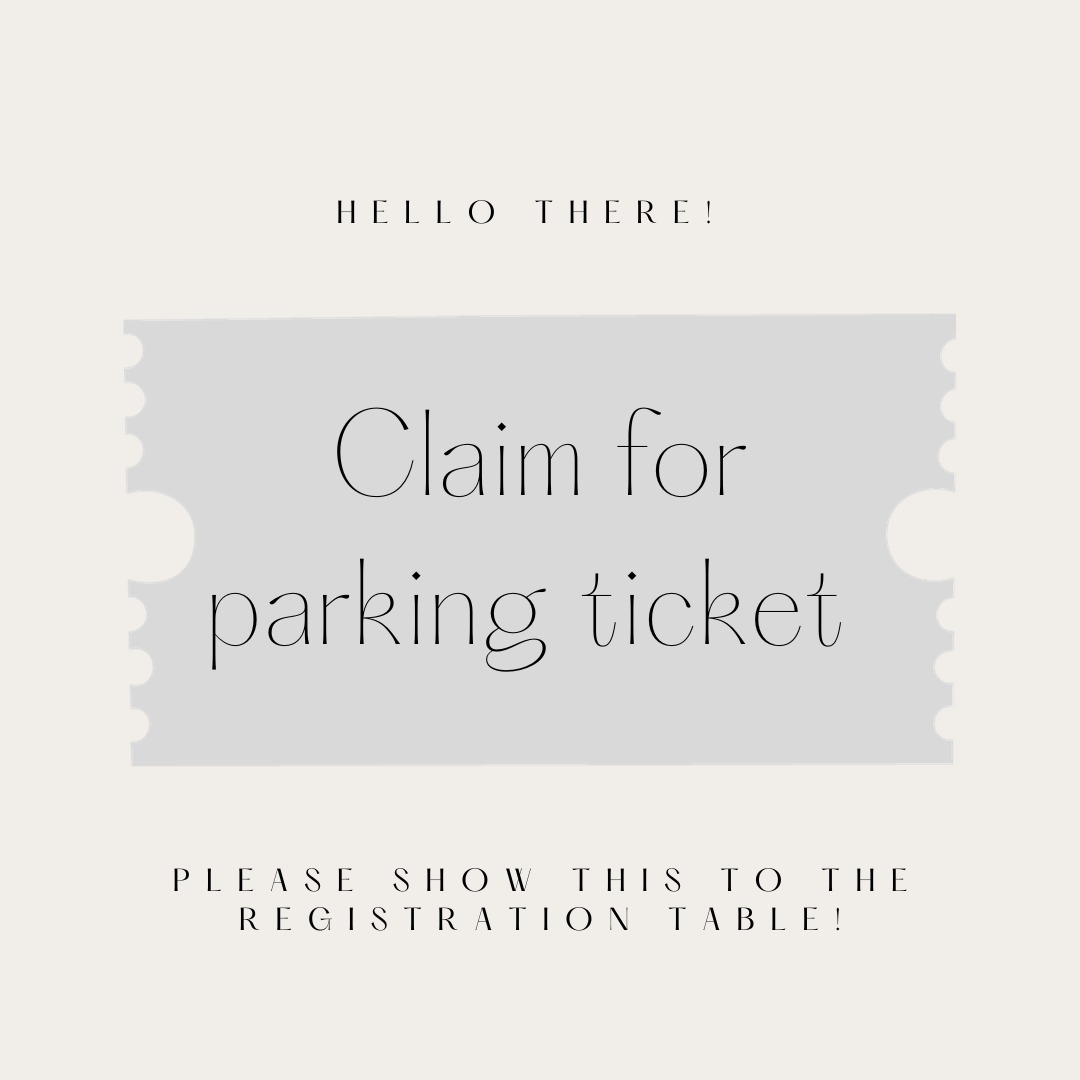 HELLO THERE!
Claim for
parking ticket
PLEASE SHOW THIS TO THE
REGISTRATION TABLE!